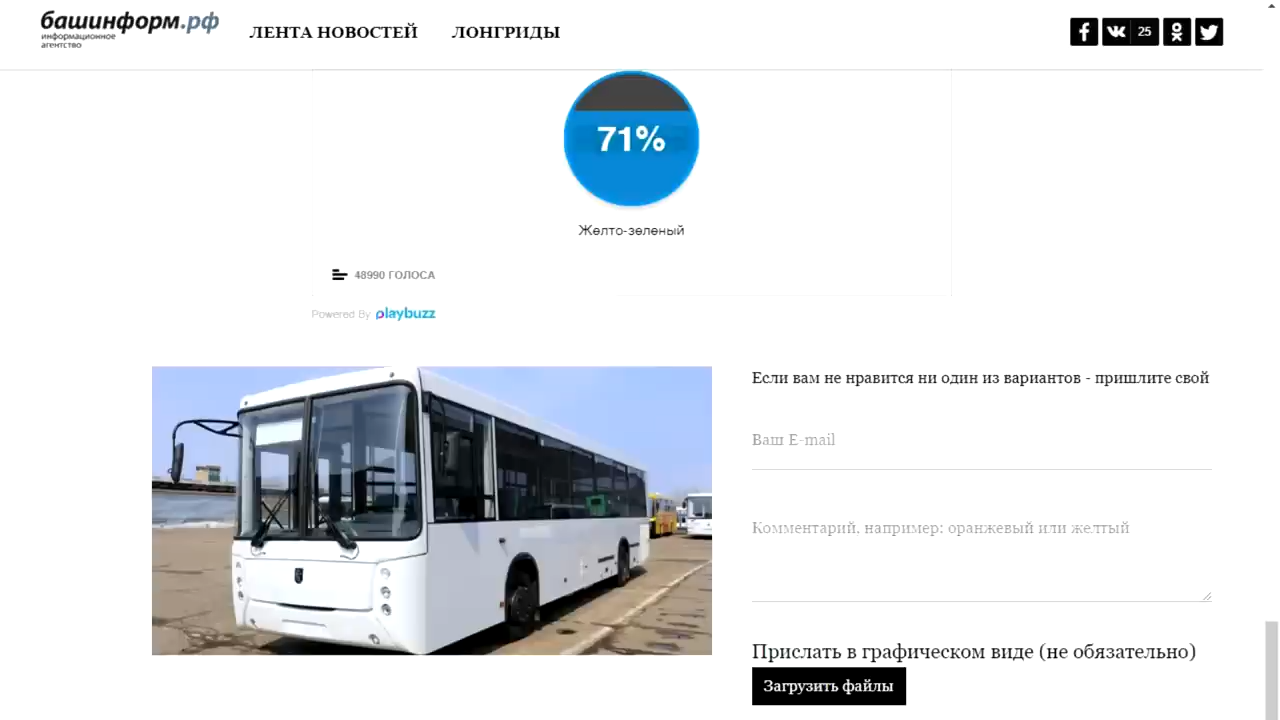 башинформ.рф
информационное
агентство
ЛЕНТА НОВОСТЕЙ
ЛОНГРИДЫ
25
71%
Желто-зеленый
48990 ГОЛОСА
Powered By playbuzz
Если вам не нравится ни один из вариантов - пришлите свой
Ваш E-mail
Комментарий, например: оранжевый или желтый
Прислать в графическом виде (не обязательно)
Загрузить файлы